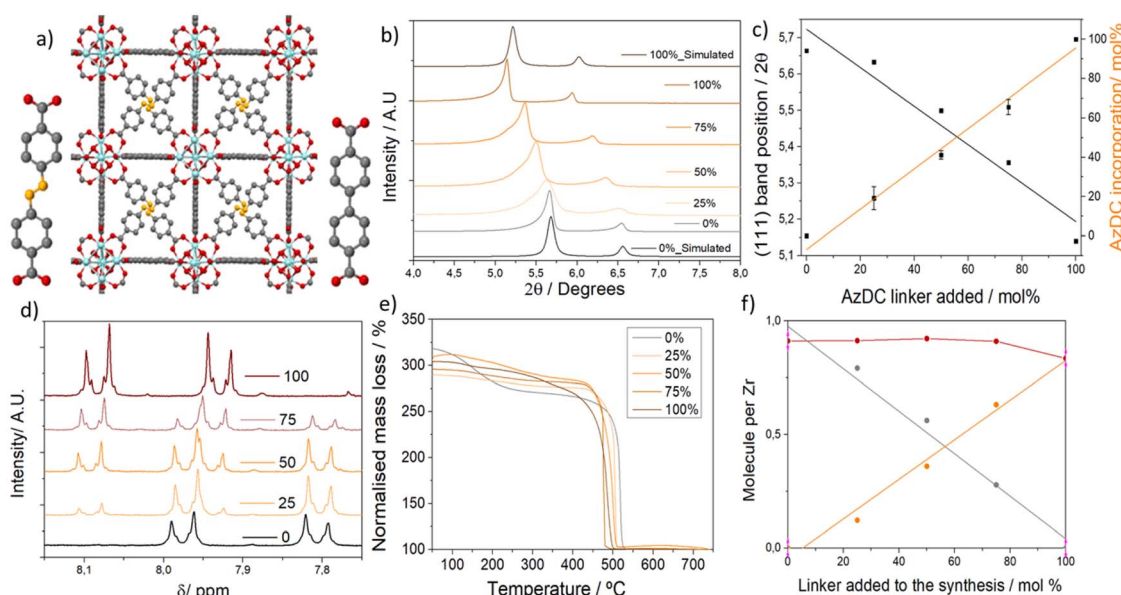 a)
b)
Intensity / A.U
100%_Simulated
100%
75%
50%
25%
0%
0%_Simulated
4,0 4,5 5,0 5,5 6,0 6,5 7,0 7,5 8,0
2θ / Degrees
c)
(111) band position / 2θ
5,7
5,6
5,5
5,4
5,3
5,2
5,1
100
80
60
40
20
0
AzDC incorporation/ mol%
0 20 40 60 80 100
AzDC linker added / mol%
d)
Intensity/ A.U.
100
75
50
25
0
8,1 8,0 7,9 7,8
δ/ ppm
e)
Normalised mass loss / %
350
300
250
200
150
100
0%
25%
50%
75%
100%
100 200 300 400 500 600 700
Temperature / ºC
f)
Molecule per Zr
1,0
0,5
0,0
0 20 40 60 80 100
Linker added to the synthesis / mol %